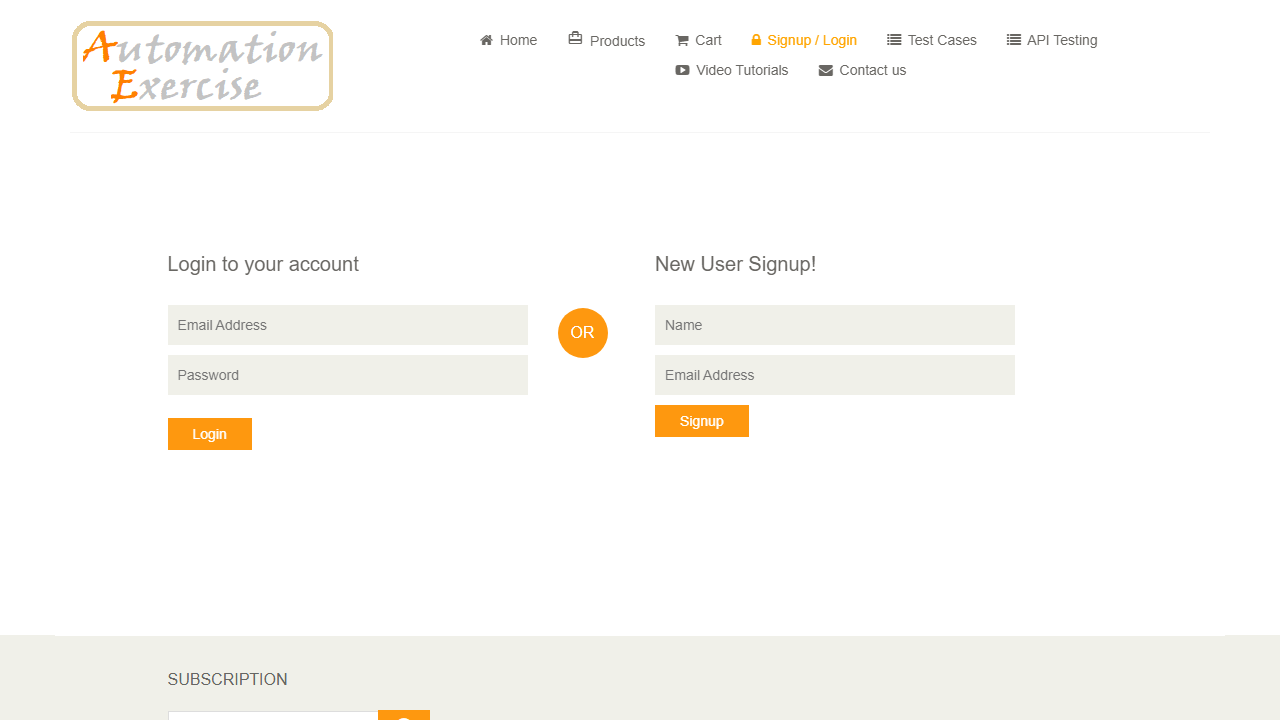 Automation
Exercise
Home
Products
Cart
Signup / Login
Test Cases
API Testing
Video Tutorials
Contact us
Login to your account
Email Address
Password
Login
OR
New User Signup!
Name
Email Address
Signup
SUBSCRIPTION